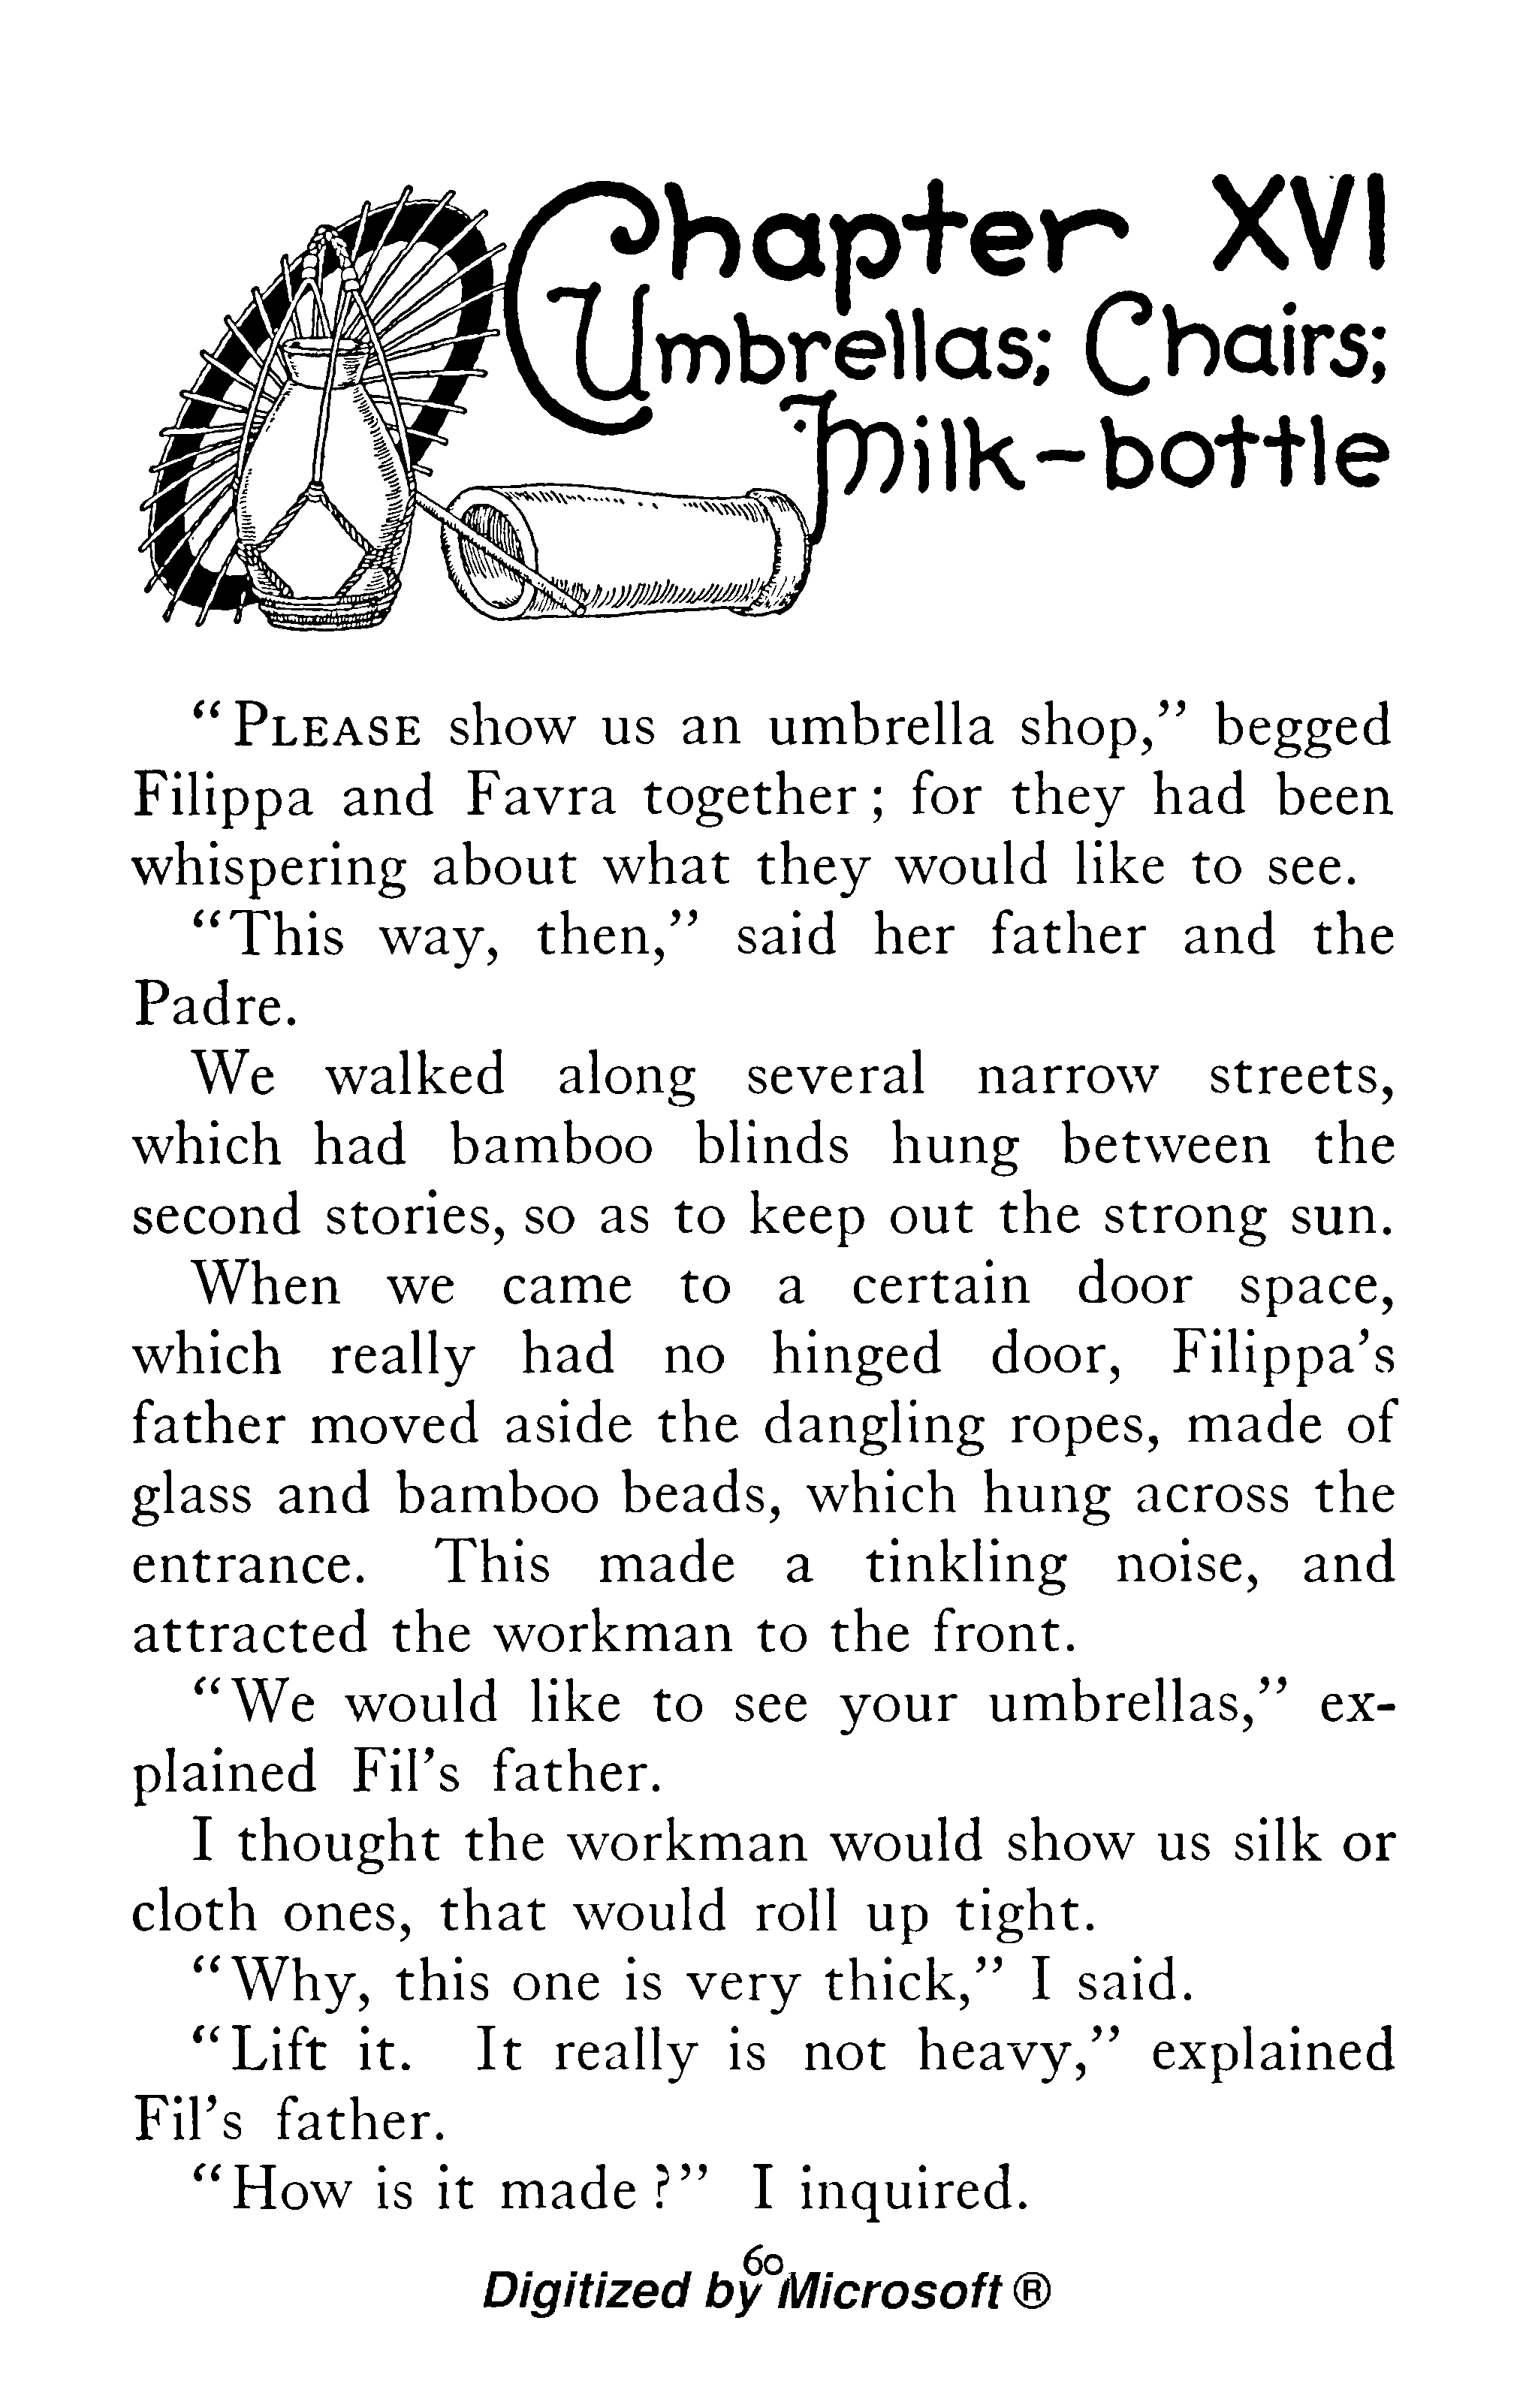 Chapter XVI
Umbrellas; Chairs;
Milk-bottle
“PLEASE show us an umbrella shop,” begged
Filippa and Favra together; for they had been
whispering about what they would like to see.
“This way, then,” said her father and the
Padre.
We walked along several narrow streets,
which had bamboo blinds hung between the
second stories, so as to keep out the strong sun.
When we came to a certain door space,
which really had no hinged door, Filippa’s
father moved aside the dangling ropes, made of
glass and bamboo beads, which hung across the
entrance. This made a tinkling noise, and
attracted the workman to the front.
“We would like to see your umbrellas,” ex-
plained Fil’s father.
I thought the workman would show us silk or
cloth ones, that would roll up tight.
“Why, this one is very thick,” I said.
“Lift it. It really is not heavy,” explained
Fil’s father.
“How is it made?” I inquired.
60
Digitized by Microsoft ®